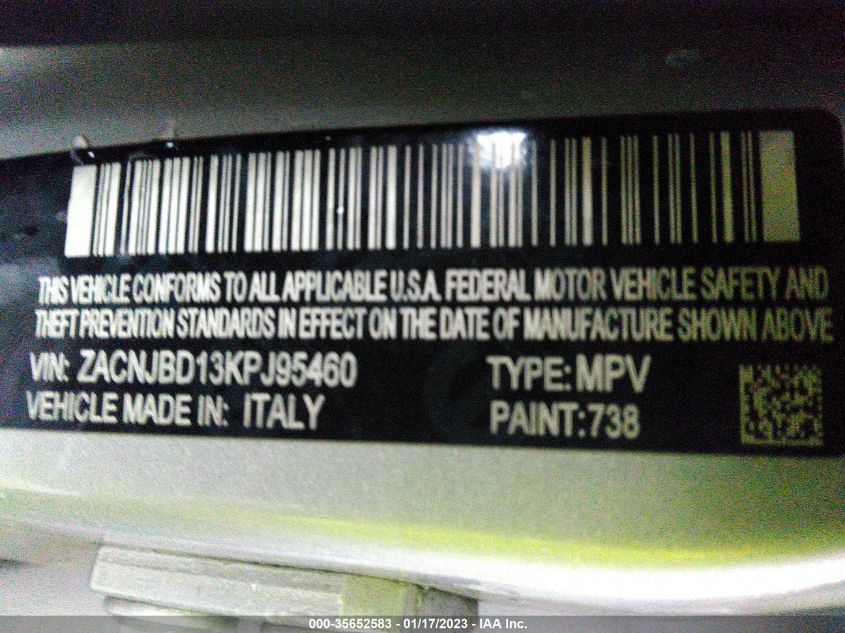 THIS VEHICLE CONFORMS TO ALL APPLICABLE U.S.A. FEDERAL MOTOR VEHICLE SAFETY AND
THEFT PREVENTION STANDARDS IN EFFECT ON THE DATE OF MANUFACTURE SHOWN ABOVE
VIN: ZACNJBD13KPJ95460 TYPE: MPV
VEHICLE MADE IN: ITALY PAINT:738
000-35652583 - 01/17/2023 - IAA Inc.